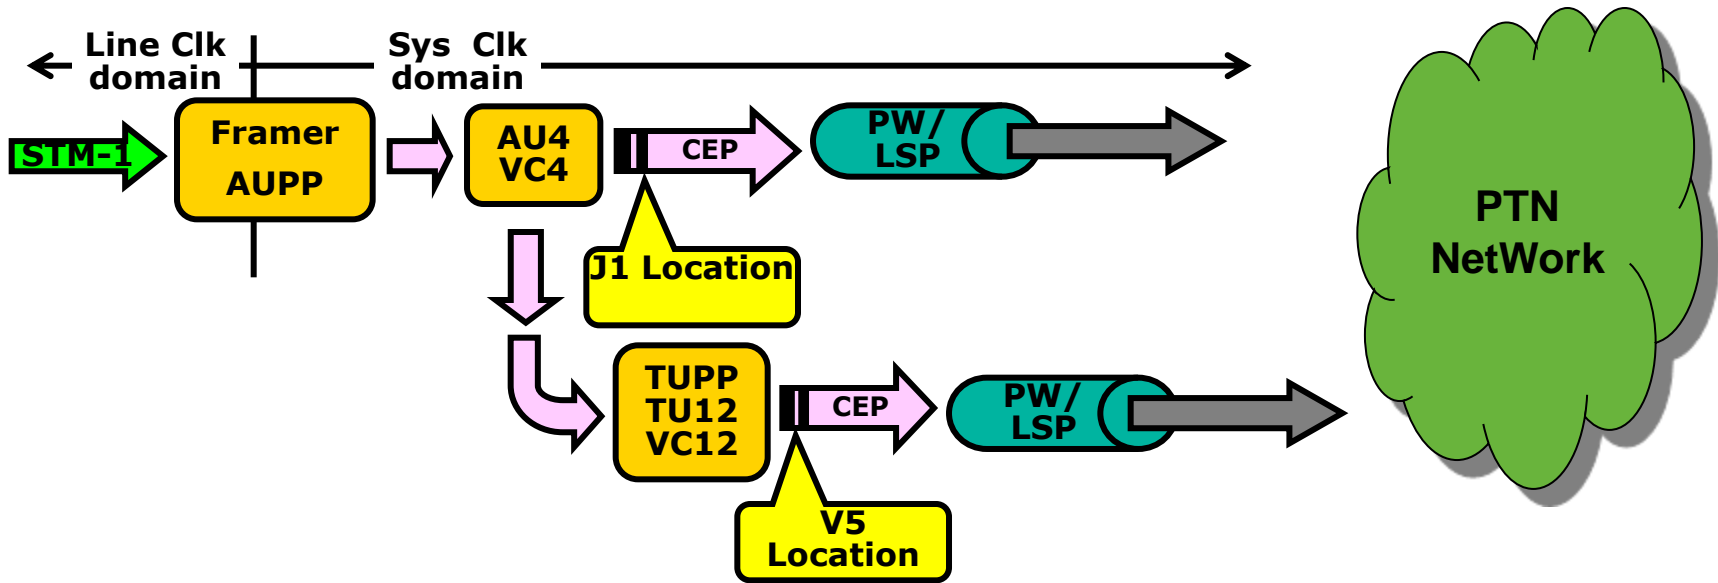 Line Clk
domain
Sys Clk
domain
STM-1
Framer
AUPP
AU4
VC4
CEP
PW/
LSP
J1 Location
PTN
NetWork
TUPP
TU12
VC12
CEP
PW/
LSP
V5
Location